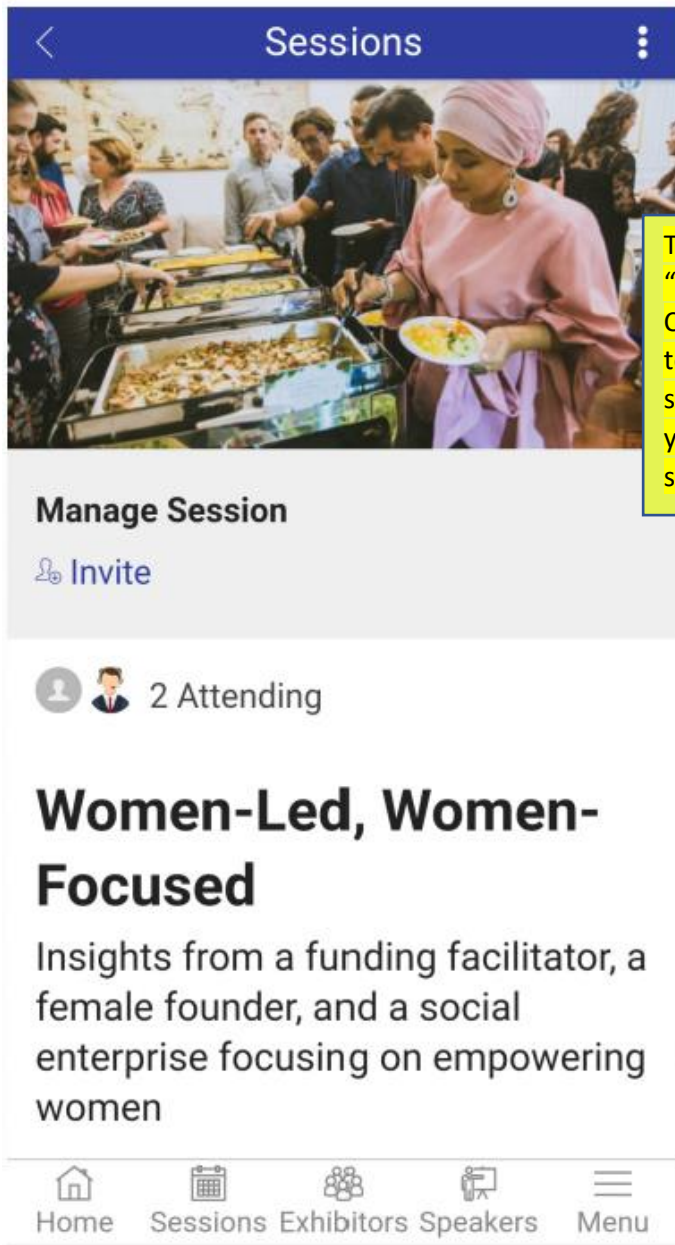 Sessions
Manage Session
Invite
2 Attending
Women-Led, Women-
Focused
Insights from a funding facilitator, a
female founder, and a social
enterprise focusing on empowering
women
Home Sessions Exhibitors Speakers Menu